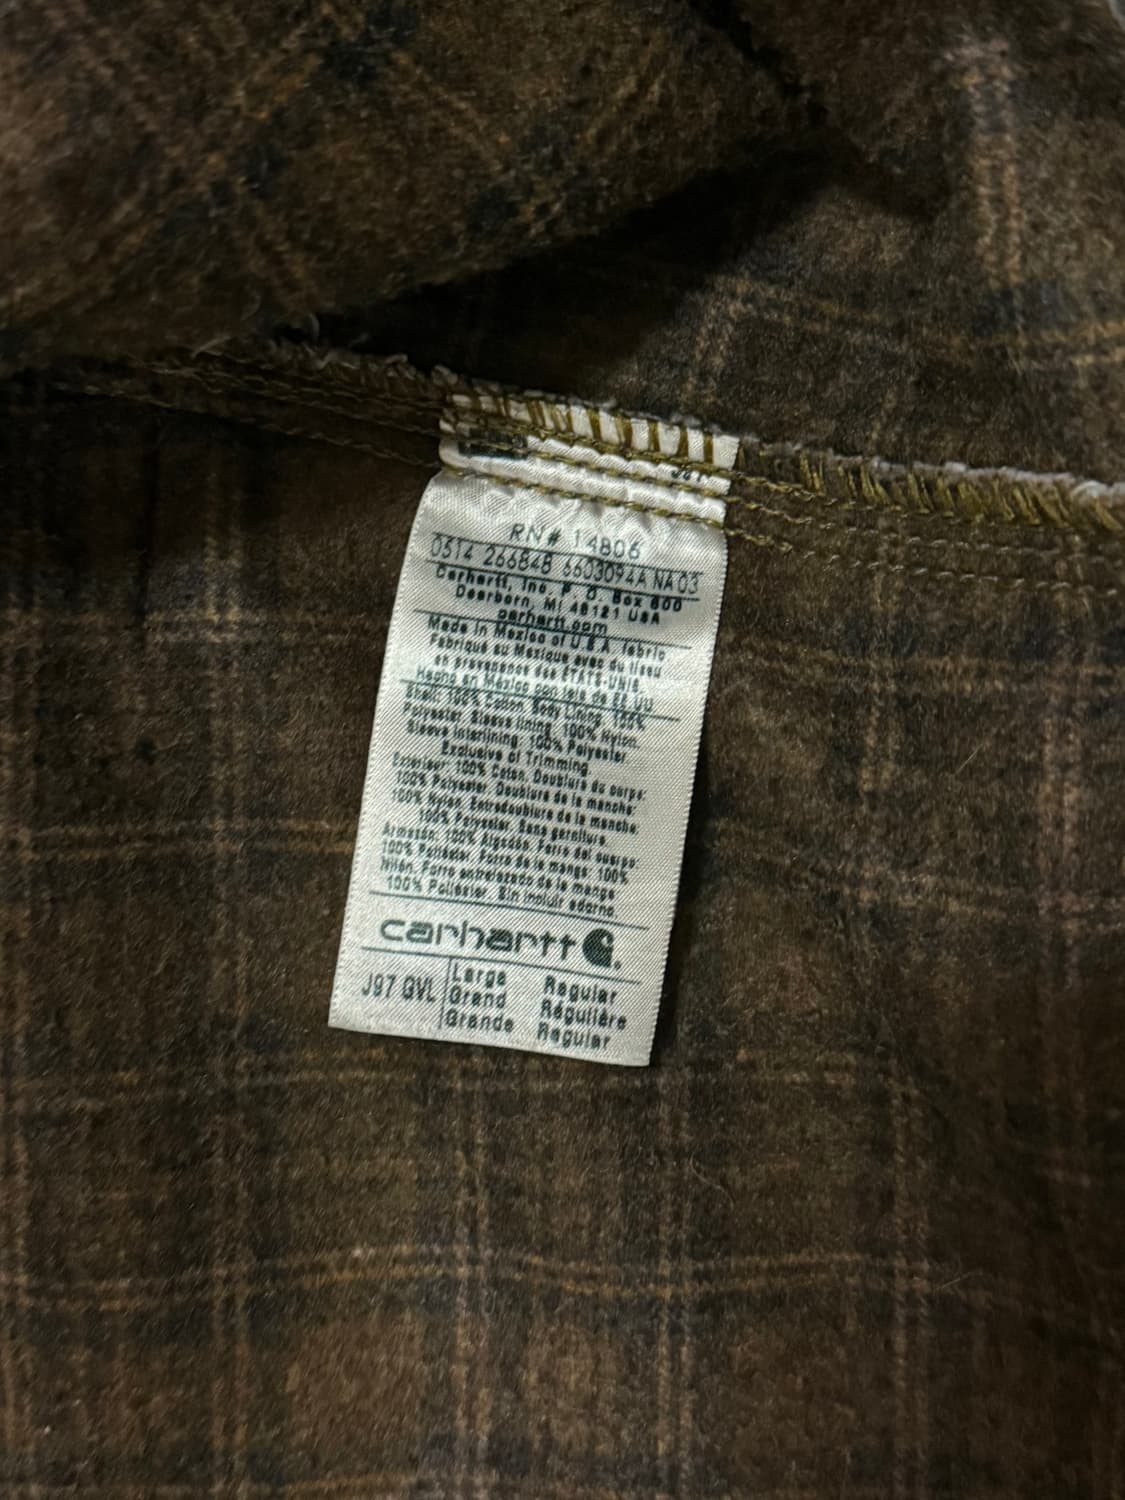 RN# 14806
0514 266848 6603094A NA 03
Carhartt, Inc. P. O. Box 600
Dearborn, MI 48121 USA
carhartt.com
Made in Mexico of U.S.A. fabric
Fabriqué au Mexique avec du tissu
en provenance des ÉTATS-UNIS
Hecho en México con tela de EE.UU
Shell: 100% Cotton. Body Lining: 100%
Polyester. Sleeve lining: 100% Nylon.
Sleeve Interlining: 100% Polyester
Exclusive of Trimming
Exterieur: 100% Coton. Doublure du corps:
100% Polyester. Doublure de la manche:
100% Nylon. Entredoublure de la manche:
100% Polyester. Sans garniture.
Armazón: 100% Algodón. Forro del cuerpo:
100% Poliéster. Forro de la manga: 100%
Nilón. Forro entrelazado de la manga
100% Poliester. Sin incluir adorno.
carhartt
J97 QVL Large Regular
Grand Régulière
Grande Regular